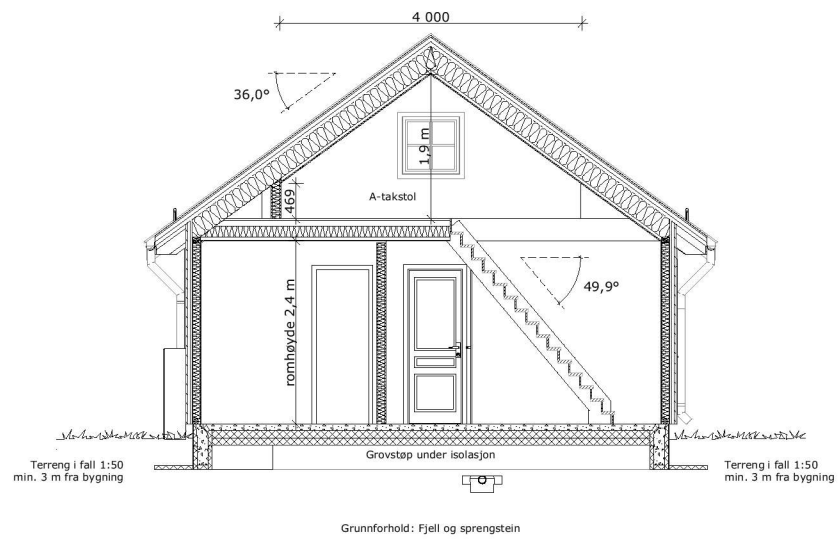 4 000
36,0°
1,9 m
469
A-takstol
49,9°
romhøyde 2,4 m
Grovstøp under isolasjon
Terreng i fall 1:50
min. 3 m fra bygning
Terreng i fall 1:50
min. 3 m fra bygning
Grunnforhold: Fjell og sprengstein